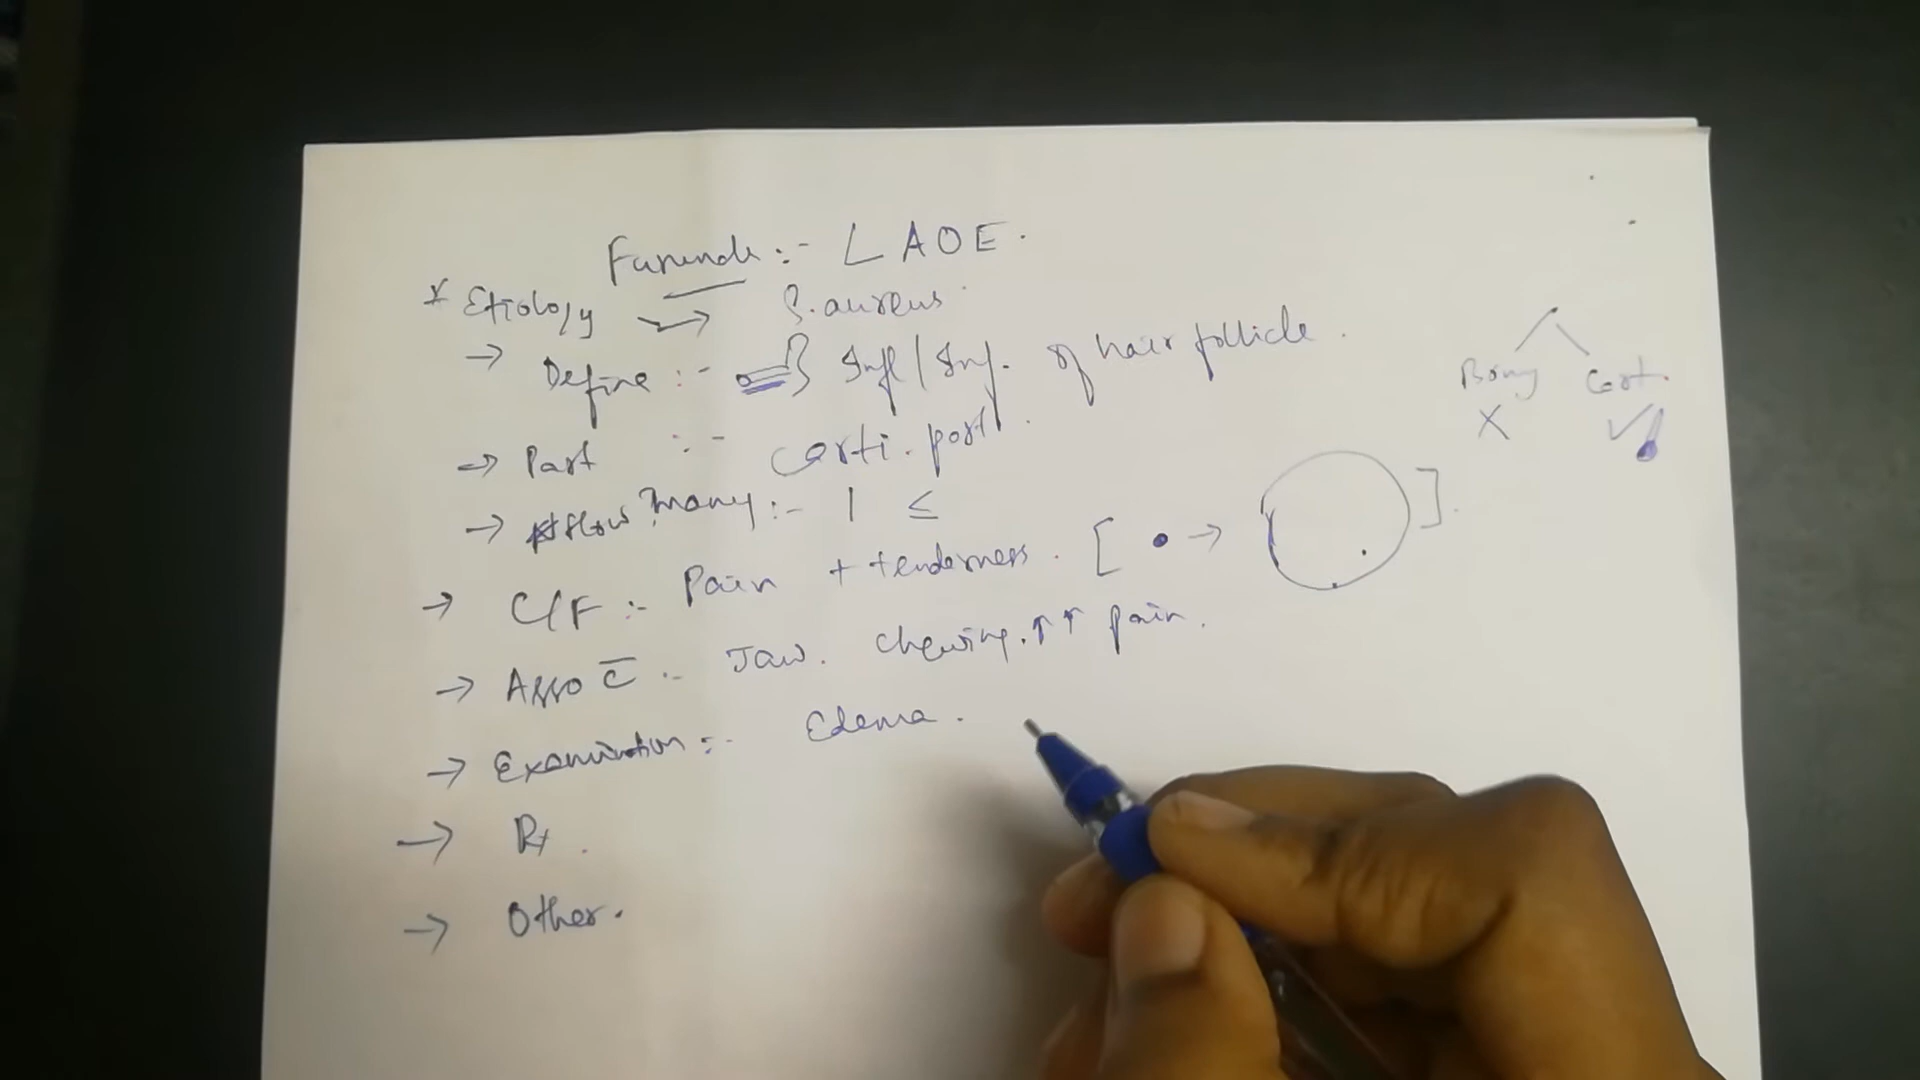 Furuncle :- LAOE.
* Etiology → S. aureus
→ Define :- Infl / Inf. of hair follicle.
Bony Cart.
X ✓
→ Part :- Carti. part.
→ How many :- 1 ≤
→ C/F :- Pain + tenderness. [ • → ].
→ Asso c̅ :- Jaw. Chewing. ↑↑ pain.
→ Examination :- Edema.
→ Rx.
→ Other.